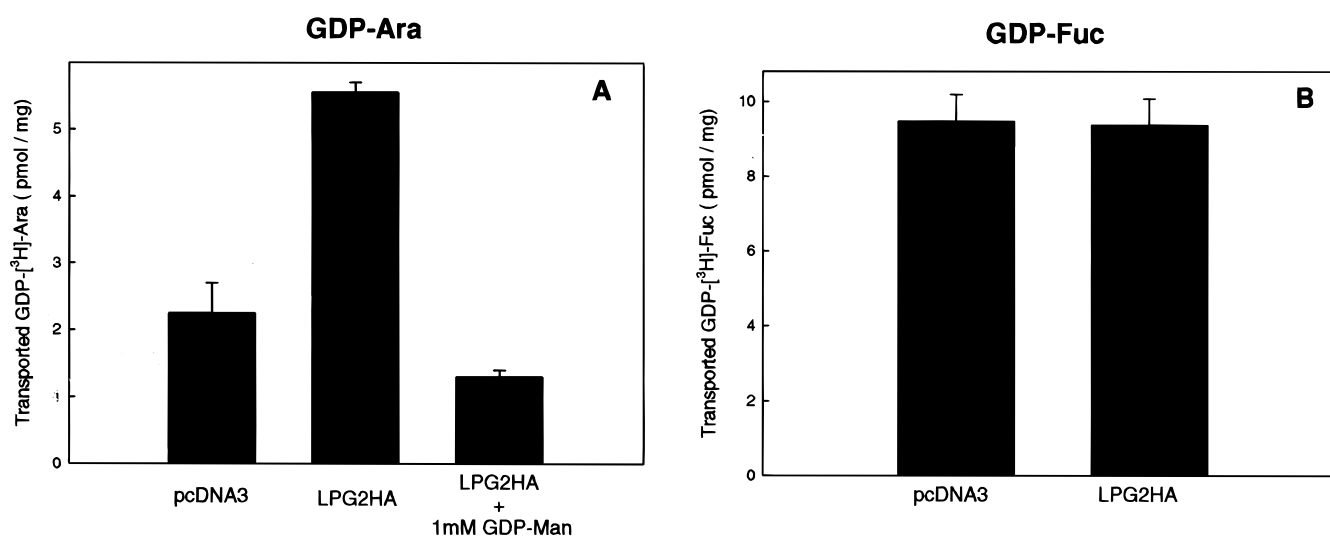 GDP-Ara
A
Transported GDP-[³H]-Ara ( pmol / mg)
5
4
3
2
1
0
pcDNA3
LPG2HA
LPG2HA
+
1mM GDP-Man
GDP-Fuc
B
Transported GDP-[³H]-Fuc ( pmol / mg)
10
8
6
4
2
0
pcDNA3
LPG2HA